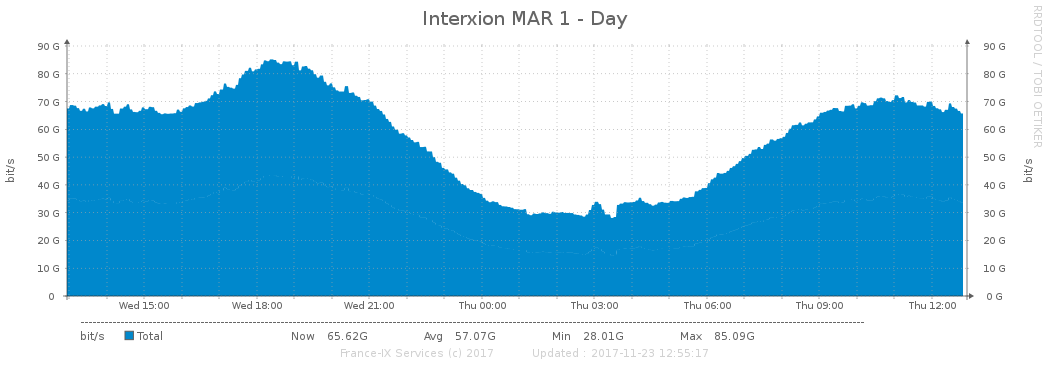 Interxion MAR 1 - Day
RRDTOOL / TOBI OETIKER
90 G 90 G
80 G 80 G
70 G 70 G
60 G 60 G
50 G 50 G
40 G 40 G
30 G 30 G
20 G 20 G
10 G 10 G
0 0 G
bit/s
bit/s
Wed 15:00 Wed 18:00 Wed 21:00 Thu 00:00 Thu 03:00 Thu 06:00 Thu 09:00 Thu 12:00
bit/s Total Now 65.62G Avg 57.07G Min 28.01G Max 85.09G
France-IX Services (c) 2017 Updated : 2017-11-23 12:55:17